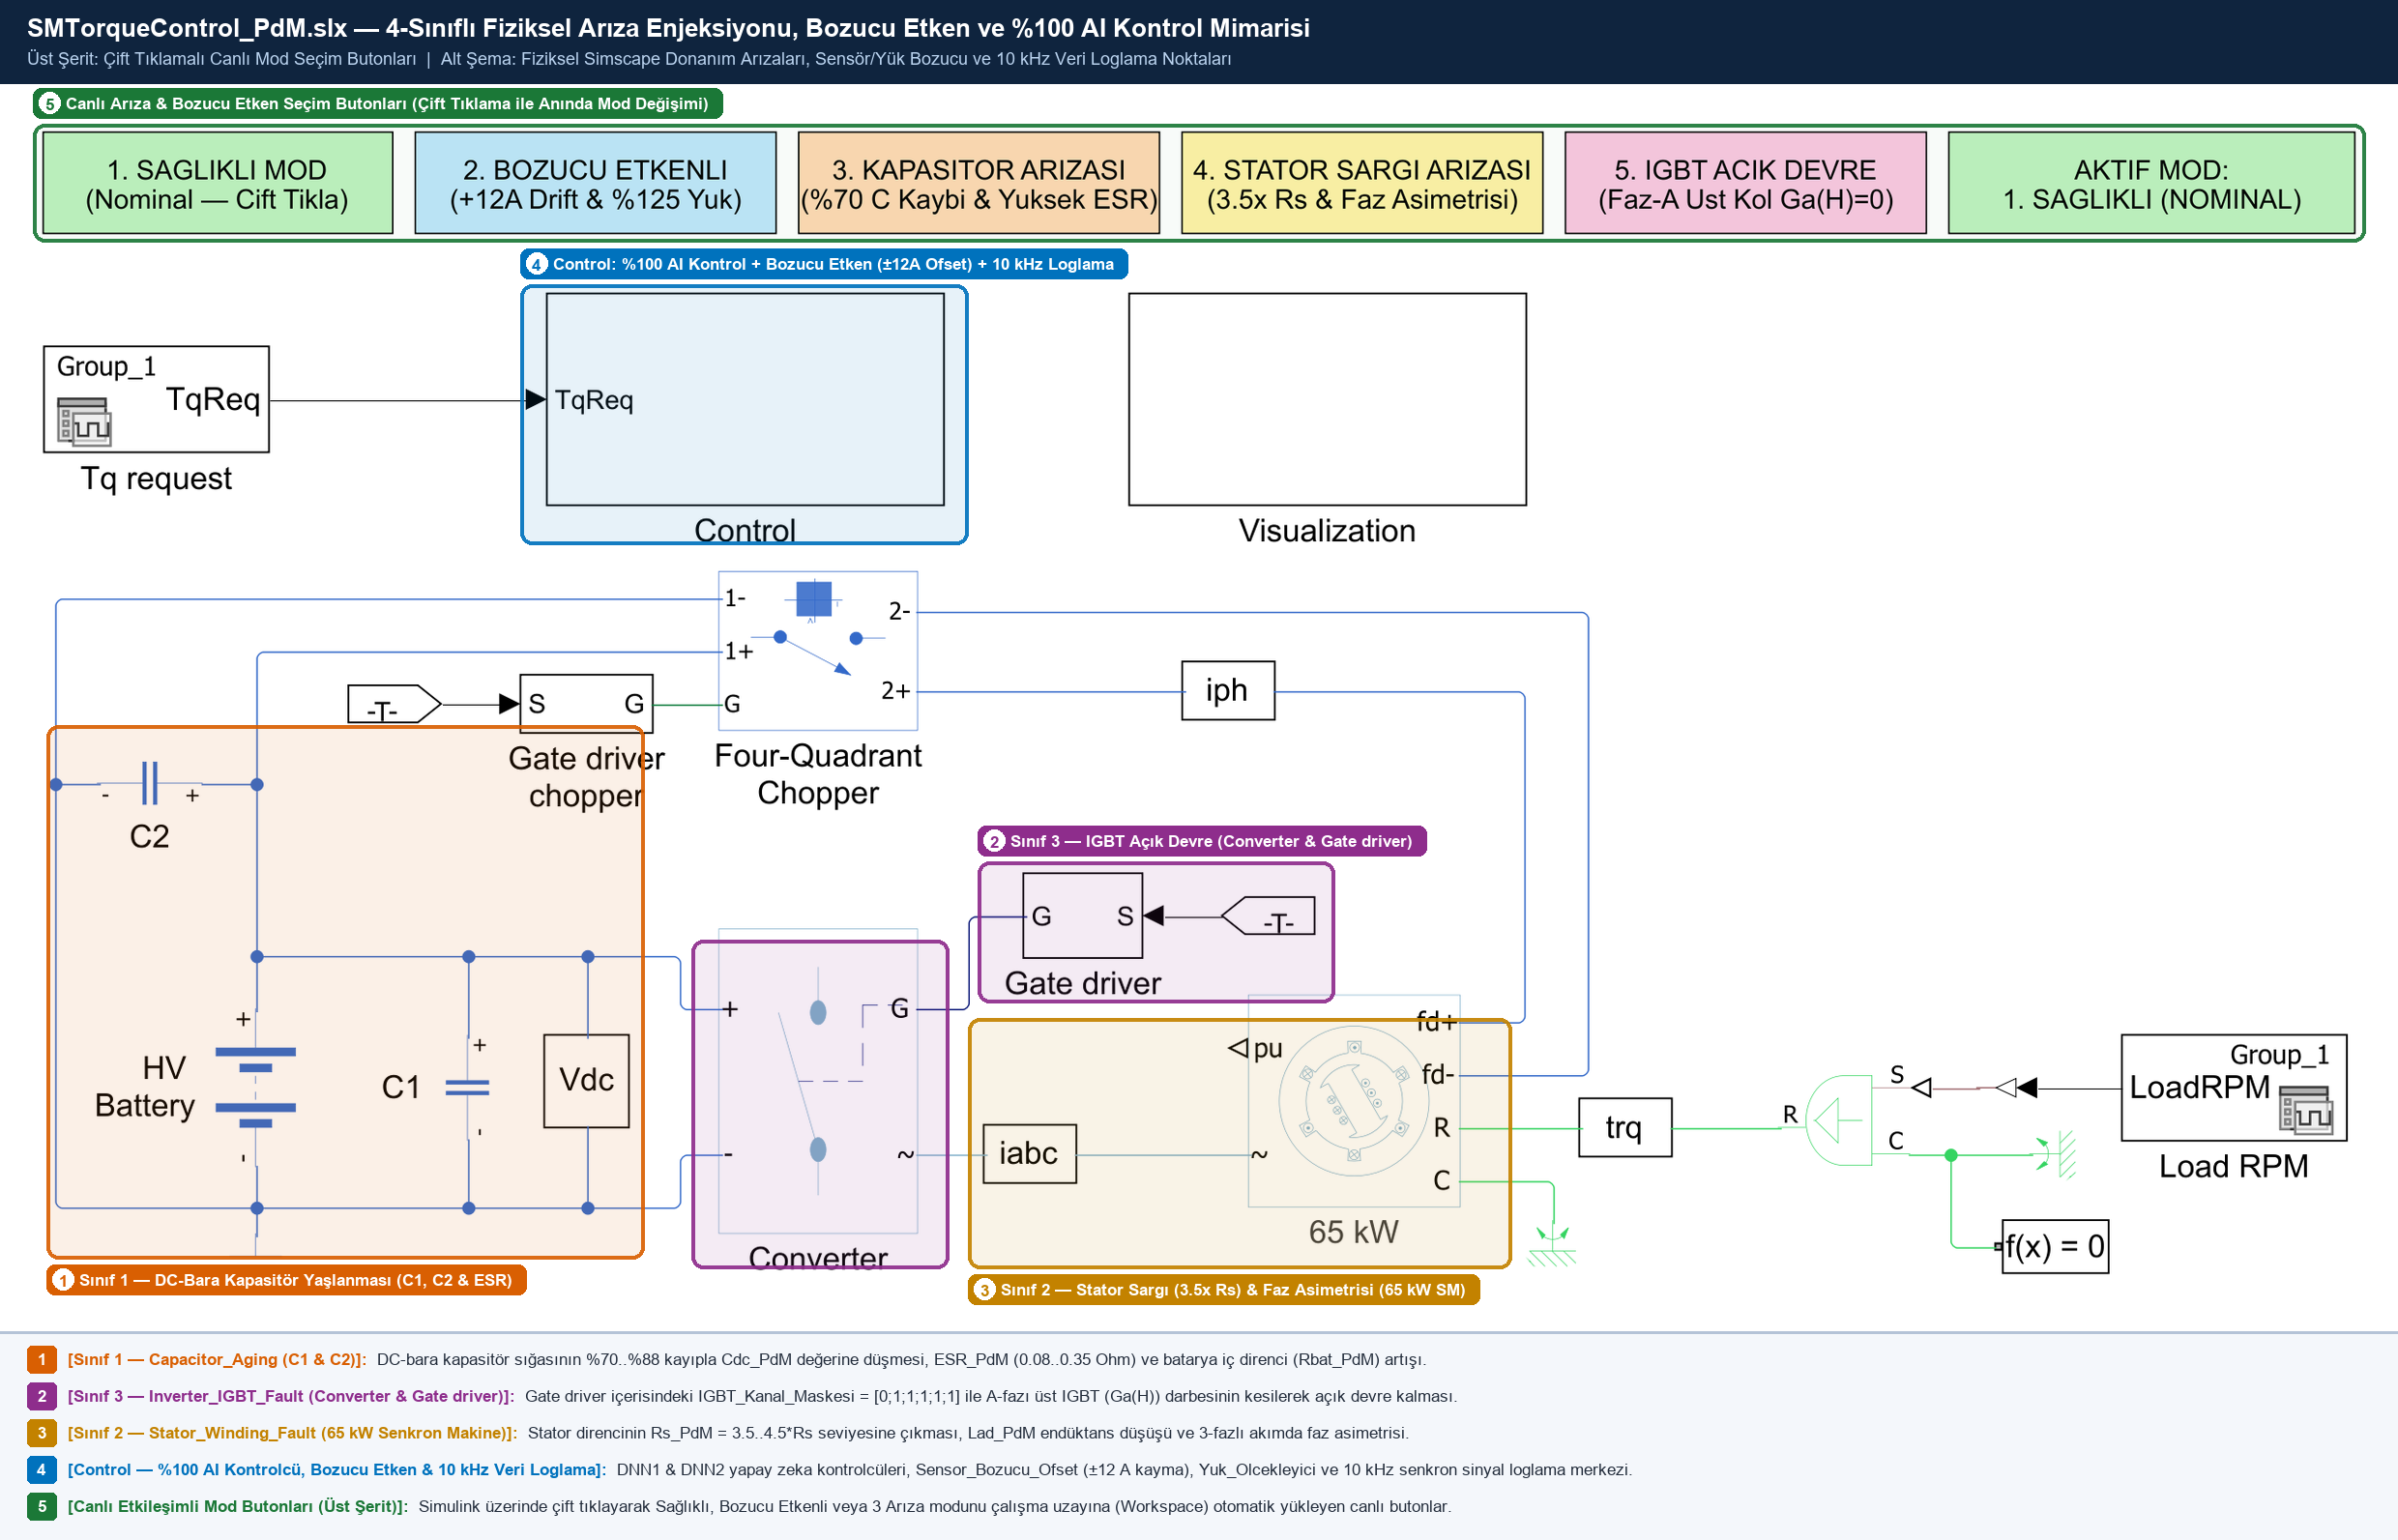 SMTorqueControl_PdM.slx — 4-Sınıflı Fiziksel Arıza Enjeksiyonu, Bozucu Etken ve %100 AI Kontrol Mimarisi
Üst Şerit: Çift Tıklamalı Canlı Mod Seçim Butonları | Alt Şema: Fiziksel Simscape Donanım Arızaları, Sensör/Yük Bozucu ve 10 kHz Veri Loglama Noktaları
5 Canlı Arıza & Bozucu Etken Seçim Butonları (Çift Tıklama ile Anında Mod Değişimi)
1. SAGLIKLI MOD
(Nominal — Cift Tikla)
2. BOZUCU ETKENLI
(+12A Drift & %125 Yuk)
3. KAPASITOR ARIZASI
(%70 C Kaybi & Yuksek ESR)
4. STATOR SARGI ARIZASI
(3.5x Rs & Faz Asimetrisi)
5. IGBT ACIK DEVRE
(Faz-A Ust Kol Ga(H)=0)
AKTIF MOD:
1. SAGLIKLI (NOMINAL)
4 Control: %100 AI Kontrol + Bozucu Etken (±12A Ofset) + 10 kHz Loglama
Group_1
TqReq
Tq request
TqReq
Control
Visualization
1-
1+
G
2-
2+
Four-Quadrant
Chopper
-T-
S G
Gate driver
chopper
iph
- +
C2
2 Sınıf 3 — IGBT Açık Devre (Converter & Gate driver)
G S
-T-
Gate driver
+
HV
Battery
-
+
C1
-
Vdc
+
-
G
~
Converter
iabc
pu
~
fd+
fd-
R
C
65 kW
trq
R
S
C
Group_1
LoadRPM
Load RPM
f(x) = 0
1 Sınıf 1 — DC-Bara Kapasitör Yaşlanması (C1, C2 & ESR)
3 Sınıf 2 — Stator Sargı (3.5x Rs) & Faz Asimetrisi (65 kW SM)
1 [Sınıf 1 — Capacitor_Aging (C1 & C2)]: DC-bara kapasitör sığasının %70..%88 kayıpla Cdc_PdM değerine düşmesi, ESR_PdM (0.08..0.35 Ohm) ve batarya iç direnci (Rbat_PdM) artışı.
2 [Sınıf 3 — Inverter_IGBT_Fault (Converter & Gate driver)]: Gate driver içerisindeki IGBT_Kanal_Maskesi = [0;1;1;1;1;1] ile A-fazı üst IGBT (Ga(H)) darbesinin kesilerek açık devre kalması.
3 [Sınıf 2 — Stator_Winding_Fault (65 kW Senkron Makine)]: Stator direncinin Rs_PdM = 3.5..4.5*Rs seviyesine çıkması, Lad_PdM endüktans düşüşü ve 3-fazlı akımda faz asimetrisi.
4 [Control — %100 AI Kontrolcü, Bozucu Etken & 10 kHz Veri Loglama]: DNN1 & DNN2 yapay zeka kontrolcüleri, Sensor_Bozucu_Ofset (±12 A kayma), Yuk_Olcekleyici ve 10 kHz senkron sinyal loglama merkezi.
5 [Canlı Etkileşimli Mod Butonları (Üst Şerit)]: Simulink üzerinde çift tıklayarak Sağlıklı, Bozucu Etkenli veya 3 Arıza modunu çalışma uzayına (Workspace) otomatik yükleyen canlı butonlar.